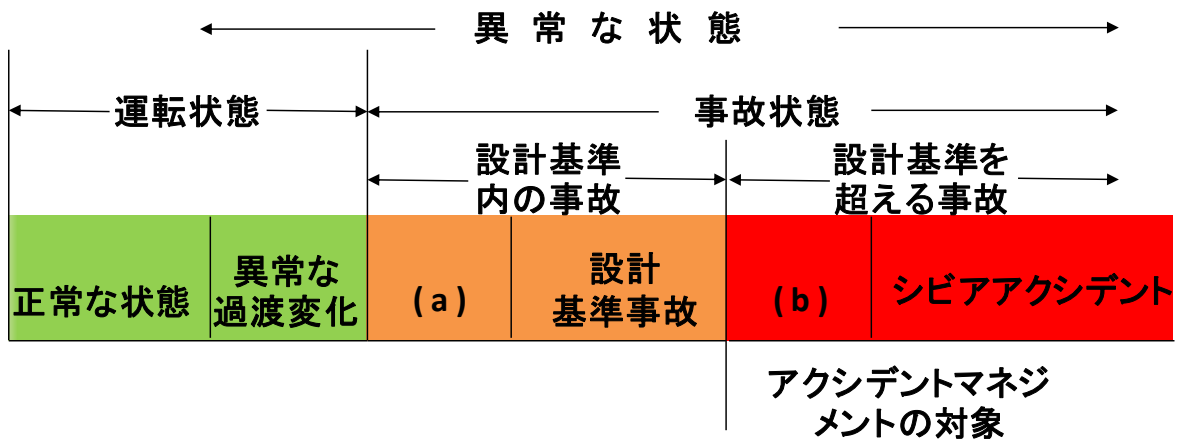 異常な状態
運転状態
事故状態
設計基準
内の事故
設計基準を
超える事故
正常な状態
異常な
過渡変化
(a)
設計
基準事故
(b)
シビアアクシデント
アクシデントマネジ
メントの対象